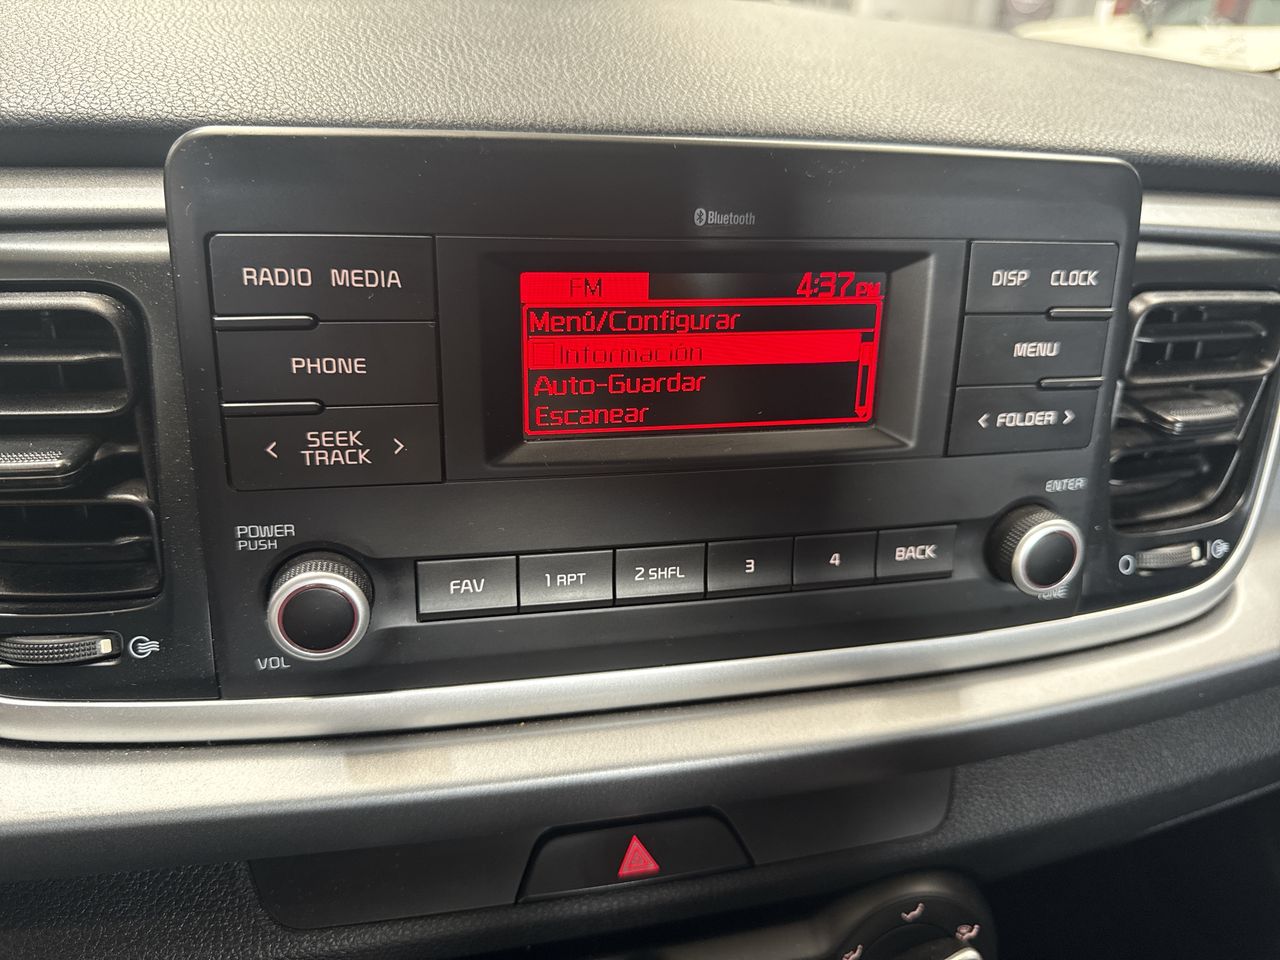 Bluetooth
RADIO MEDIA
PHONE
< SEEK TRACK >
FM 4:37 PM
Menú/Configurar
Información
Auto-Guardar
Escanear
DISP CLOCK
MENU
< FOLDER >
POWER
PUSH
VOL
FAV
1 RPT
2 SHFL
3
4
BACK
ENTER
TUNE